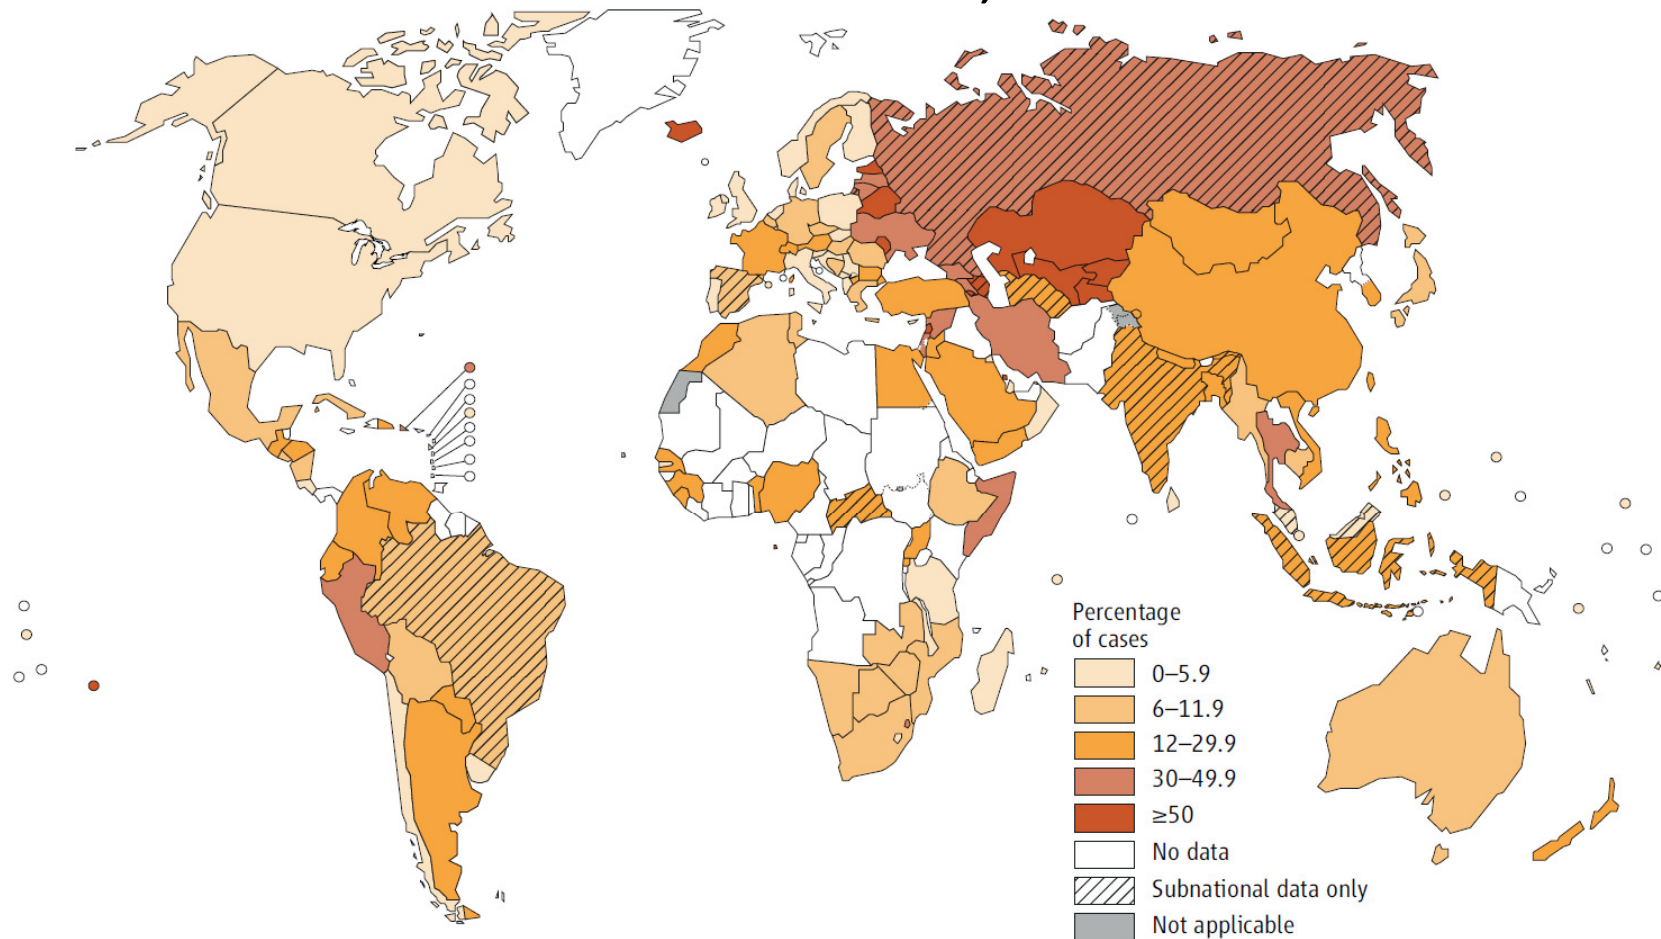 Percentage
of cases
0–5.9
6–11.9
12–29.9
30–49.9
≥50
No data
Subnational data only
Not applicable